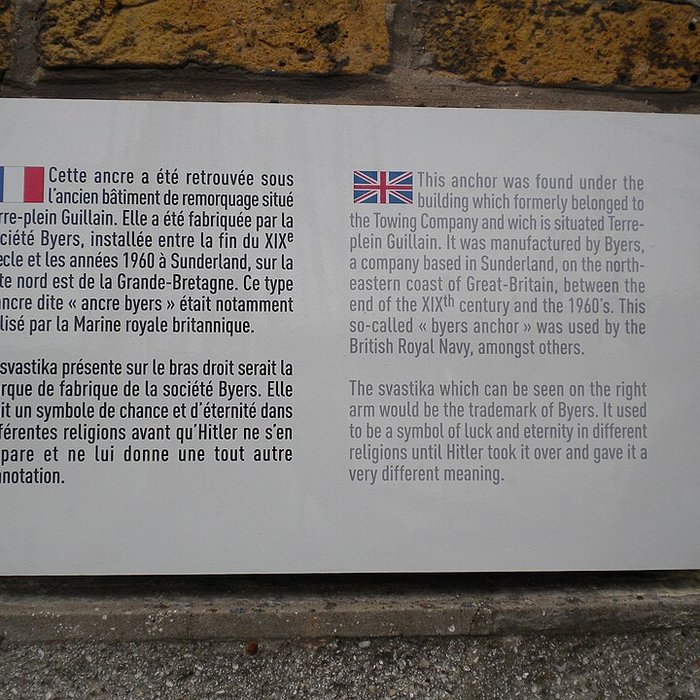 Cette ancre a été retrouvée sous
l'ancien bâtiment de remorquage situé
rre-plein Guillain. Elle a été fabriquée par la
ciété Byers, installée entre la fin du XIXe
ècle et les années 1960 à Sunderland, sur la
te nord est de la Grande-Bretagne. Ce type
ancre dite « ancre byers » était notamment
lisé par la Marine royale britannique.
svastika présente sur le bras droit serait la
rque de fabrique de la société Byers. Elle
it un symbole de chance et d'éternité dans
férentes religions avant qu'Hitler ne s'en
pare et ne lui donne une tout autre
nnotation.
This anchor was found under the
building which formerly belonged to
the Towing Company and wich is situated Terre-
plein Guillain. It was manufactured by Byers,
a company based in Sunderland, on the north-
eastern coast of Great-Britain, between the
end of the XIXth century and the 1960's. This
so-called « byers anchor » was used by the
British Royal Navy, amongst others.
The svastika which can be seen on the right
arm would be the trademark of Byers. It used
to be a symbol of luck and eternity in different
religions until Hitler took it over and gave it a
very different meaning.